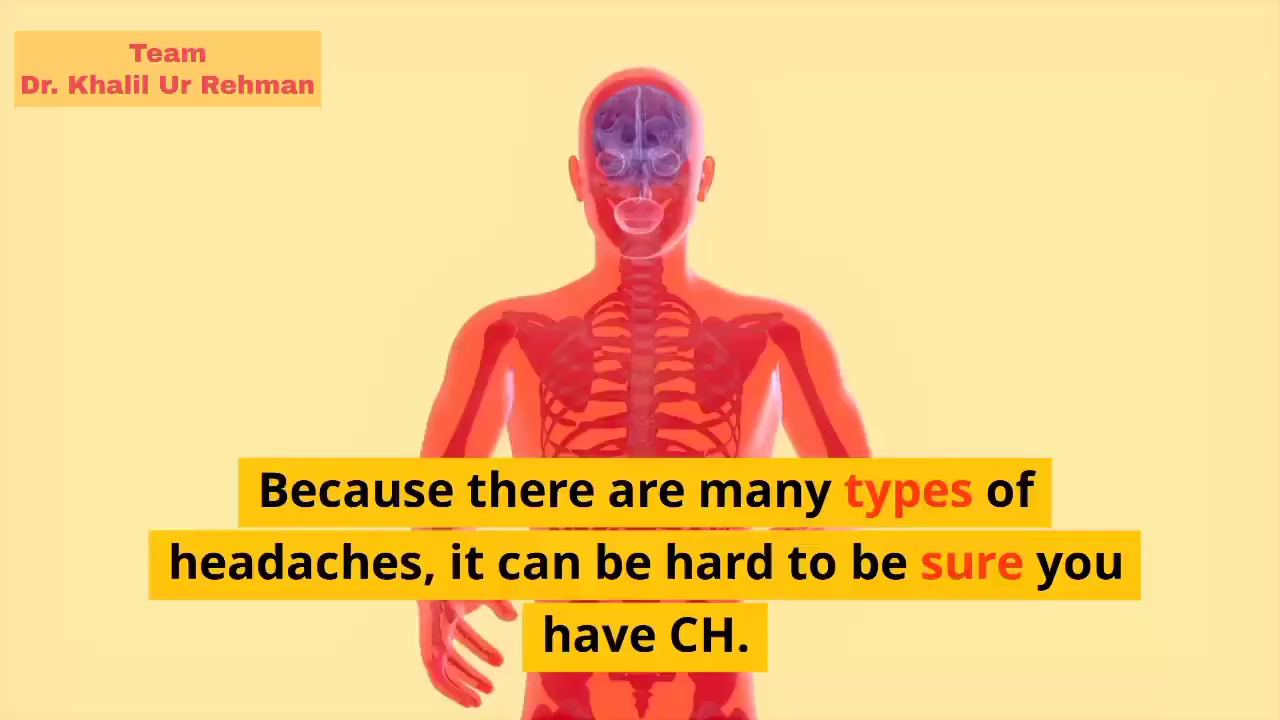 Team
Dr. Khalil Ur Rehman
Because there are many types of
headaches, it can be hard to be sure you
have CH.